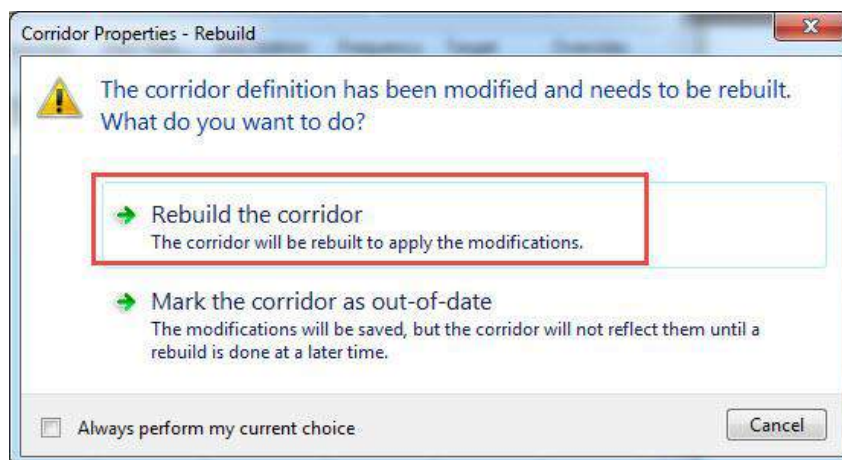 Corridor Properties - Rebuild
The corridor definition has been modified and needs to be rebuilt.
What do you want to do?
Rebuild the corridor
The corridor will be rebuilt to apply the modifications.
Mark the corridor as out-of-date
The modifications will be saved, but the corridor will not reflect them until a
rebuild is done at a later time.
Always perform my current choice
Cancel